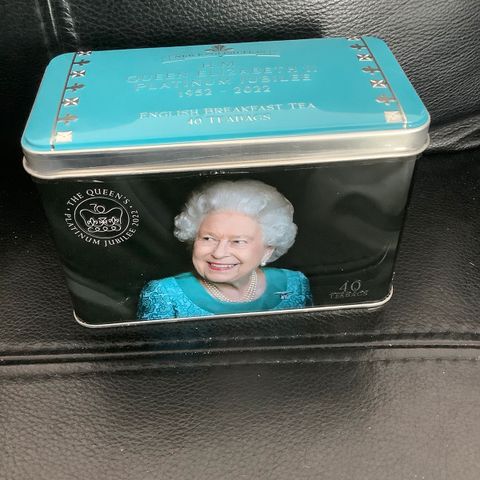 H.M.
QUEEN ELIZABETH II
PLATINUM JUBILEE
1952 - 2022
ENGLISH BREAKFAST TEA
40 TEABAGS
THE QUEEN'S
PLATINUM JUBILEE 2022
40
TEABAGS